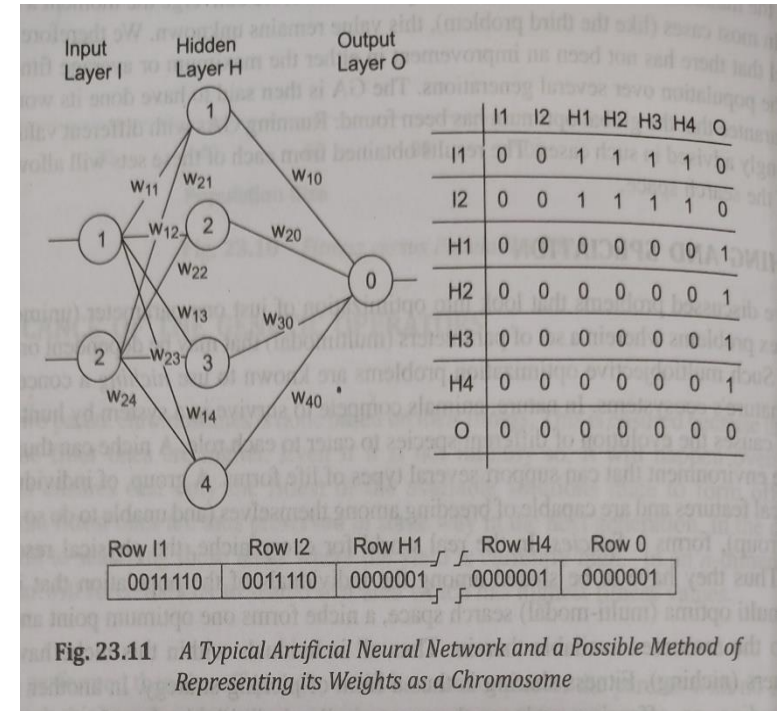 Input Layer I
Hidden Layer H
Output Layer O
1
W11
W21
W10
1
W12
2
W20
W22
0
W13
W30
2
W23
3
W24
W14
W40
4
I1 I2 H1 H2 H3 H4 O
I1 0 0 1 1 1 1 0
I2 0 0 1 1 1 1 0
H1 0 0 0 0 0 0 1
H2 0 0 0 0 0 0 1
H3 0 0 0 0 0 0 1
H4 0 0 0 0 0 0 1
O 0 0 0 0 0 0 0
Row I1 Row I2 Row H1 Row H4 Row 0
0011110 0011110 0000001 0000001 0000001
Fig. 23.11 A Typical Artificial Neural Network and a Possible Method of
Representing its Weights as a Chromosome